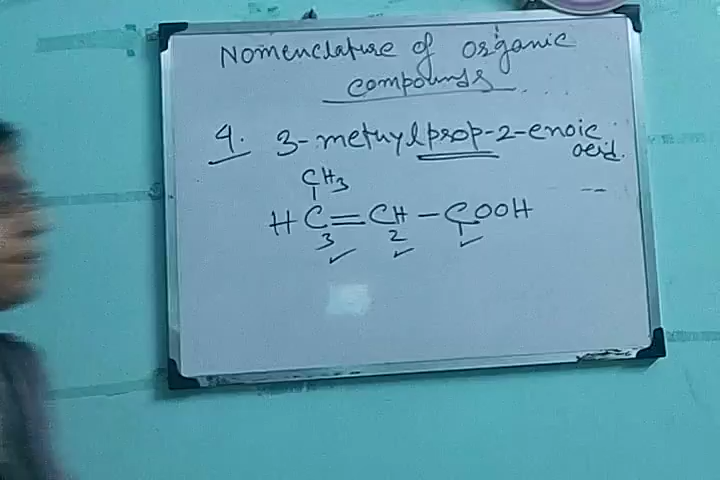 Nomenclature of organic
compounds
4. 3-methylprop-2-enoic
acid.
CH3
HC=CH-COOH
3 2 1